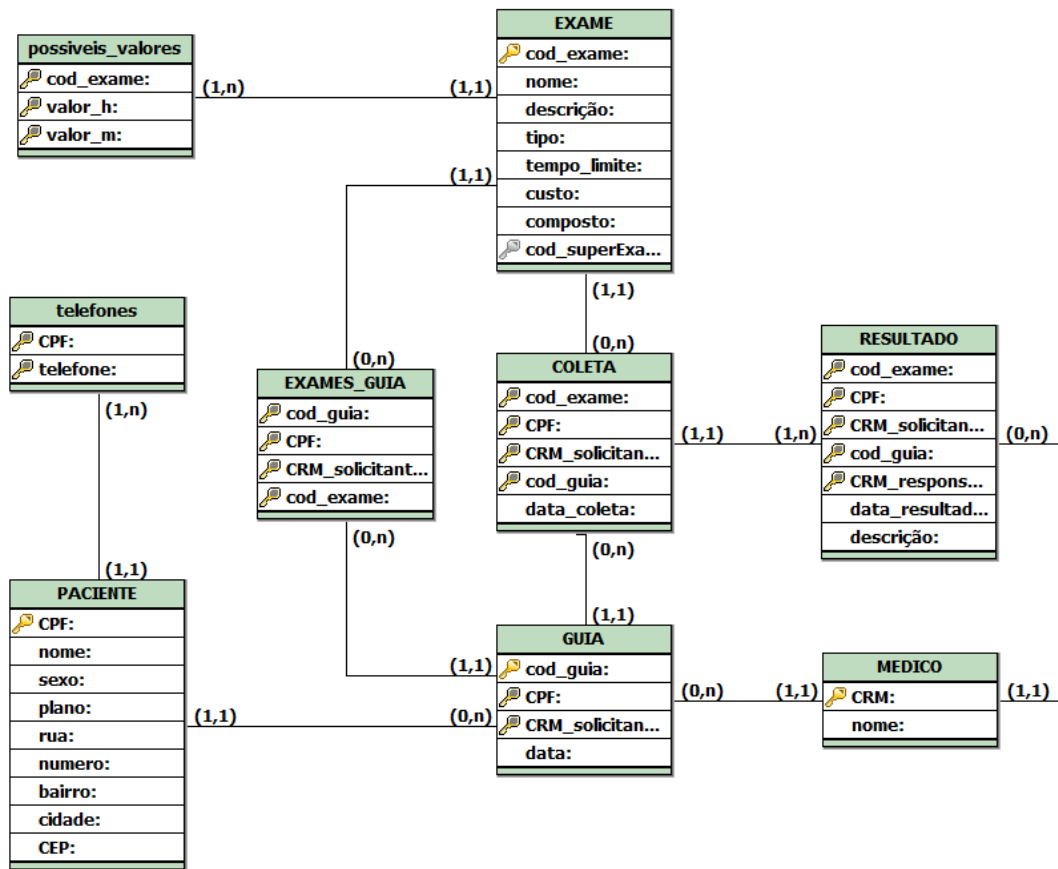 possiveis_valores
cod_exame:
valor_h:
valor_m:
(1,n)
(1,1)
EXAME
cod_exame:
nome:
descrição:
tipo:
tempo_limite:
custo:
composto:
cod_superExa...
(1,1)
(1,1)
(0,n)
telefones
CPF:
telefone:
(1,n)
(1,1)
(0,n)
EXAMES_GUIA
cod_guia:
CPF:
CRM_solicitant...
cod_exame:
(0,n)
(1,1)
COLETA
cod_exame:
CPF:
CRM_solicitan...
cod_guia:
data_coleta:
(1,1)
(1,n)
(0,n)
(1,1)
RESULTADO
cod_exame:
CPF:
CRM_solicitan...
cod_guia:
CRM_respons...
data_resultad...
descrição:
(0,n)
PACIENTE
CPF:
nome:
sexo:
plano:
rua:
numero:
bairro:
cidade:
CEP:
(1,1)
(0,n)
GUIA
cod_guia:
CPF:
CRM_solicitan...
data:
(0,n)
(1,1)
MEDICO
CRM:
nome:
(1,1)